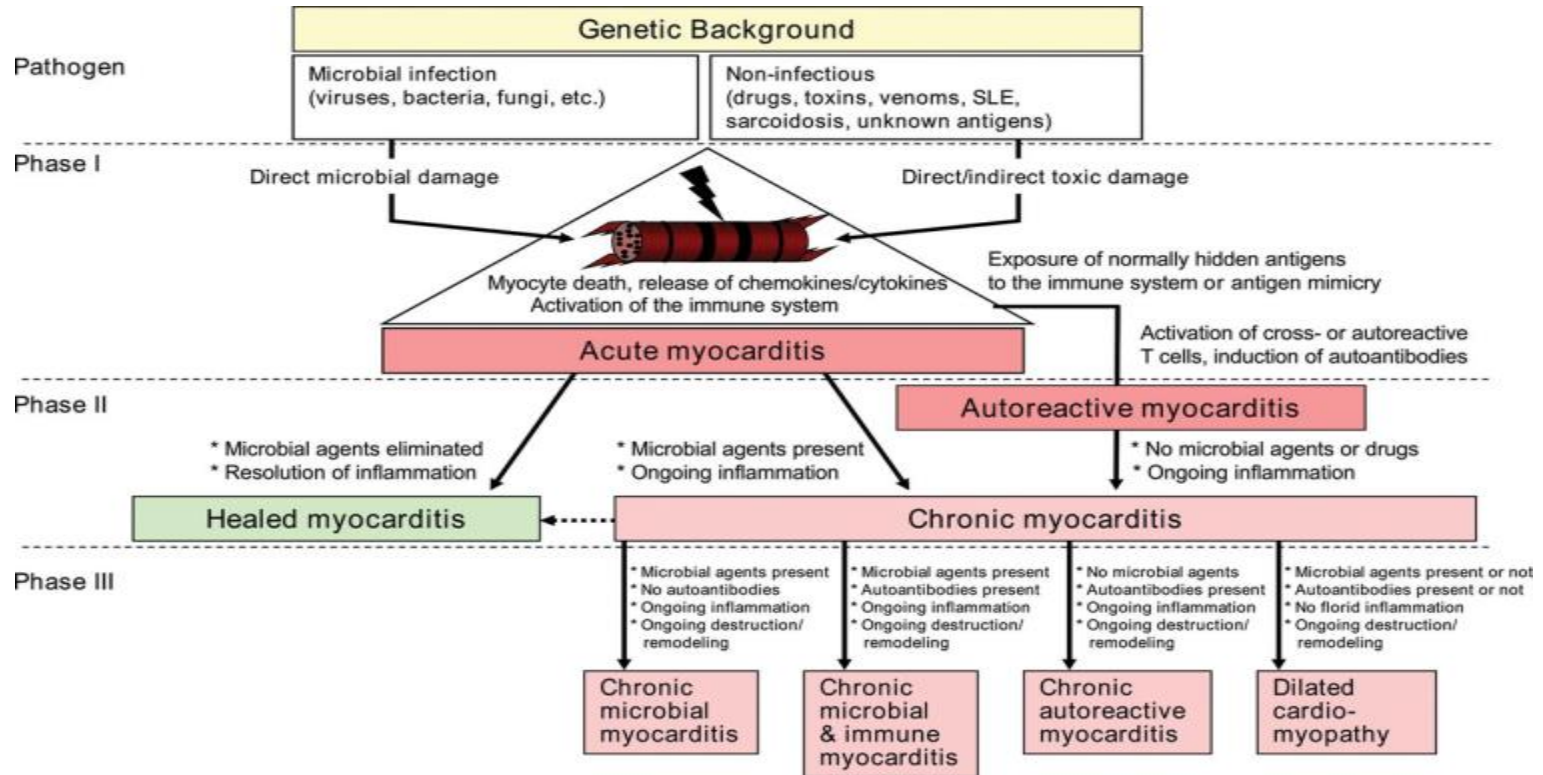 Genetic Background
Pathogen
Microbial infection
(viruses, bacteria, fungi, etc.)
Non-infectious
(drugs, toxins, venoms, SLE,
sarcoidosis, unknown antigens)
Phase I
Direct microbial damage
Direct/indirect toxic damage
Myocyte death, release of chemokines/cytokines
Activation of the immune system
Exposure of normally hidden antigens
to the immune system or antigen mimicry
Activation of cross- or autoreactive
T cells, induction of autoantibodies
Acute myocarditis
Phase II
Autoreactive myocarditis
* Microbial agents eliminated
* Resolution of inflammation
* Microbial agents present
* Ongoing inflammation
* No microbial agents or drugs
* Ongoing inflammation
Healed myocarditis
Chronic myocarditis
Phase III
* Microbial agents present
* No autoantibodies
* Ongoing inflammation
* Ongoing destruction/
remodeling
* Microbial agents present
* Autoantibodies present
* Ongoing inflammation
* Ongoing destruction/
remodeling
* No microbial agents
* Autoantibodies present
* Ongoing inflammation
* Ongoing destruction/
remodeling
* Microbial agents present or not
* Autoantibodies present or not
* No florid inflammation
* Ongoing destruction/
remodeling
Chronic
microbial
myocarditis
Chronic
microbial
& immune
myocarditis
Chronic
autoreactive
myocarditis
Dilated
cardio-
myopathy